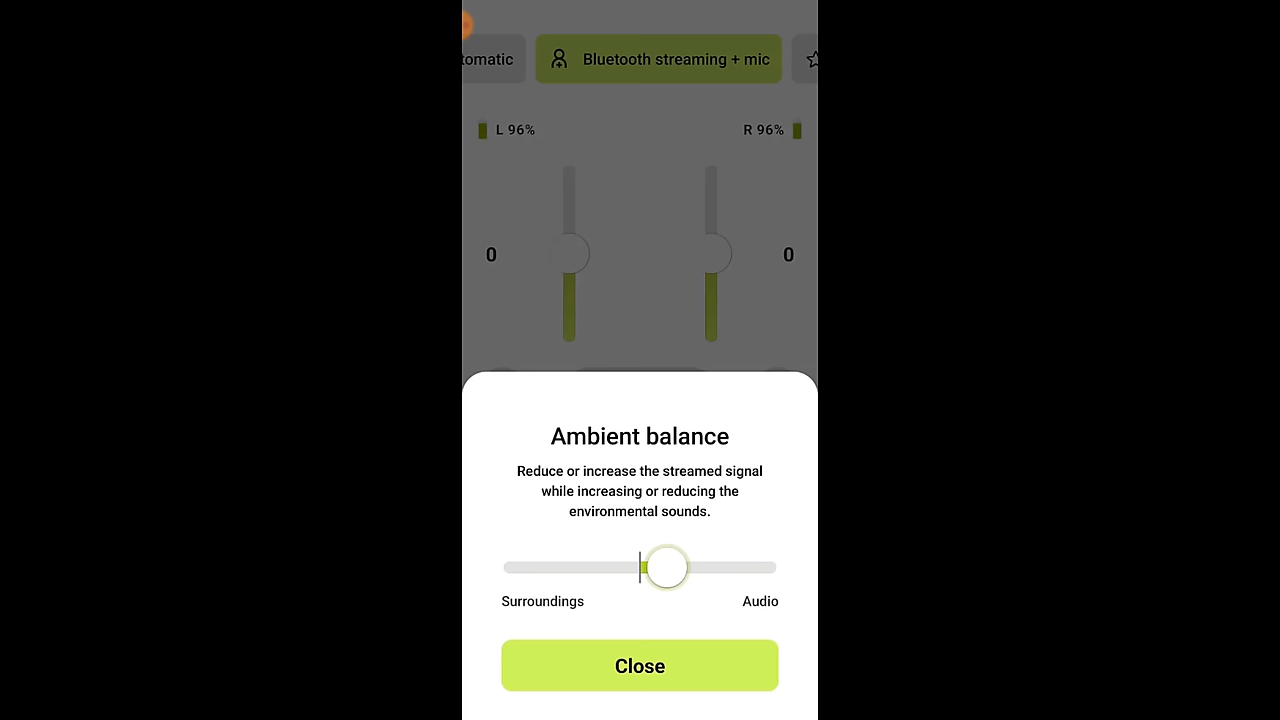 tomatic
Bluetooth streaming + mic
L 96%
R 96%
0
0
Ambient balance
Reduce or increase the streamed signal
while increasing or reducing the
environmental sounds.
Surroundings
Audio
Close